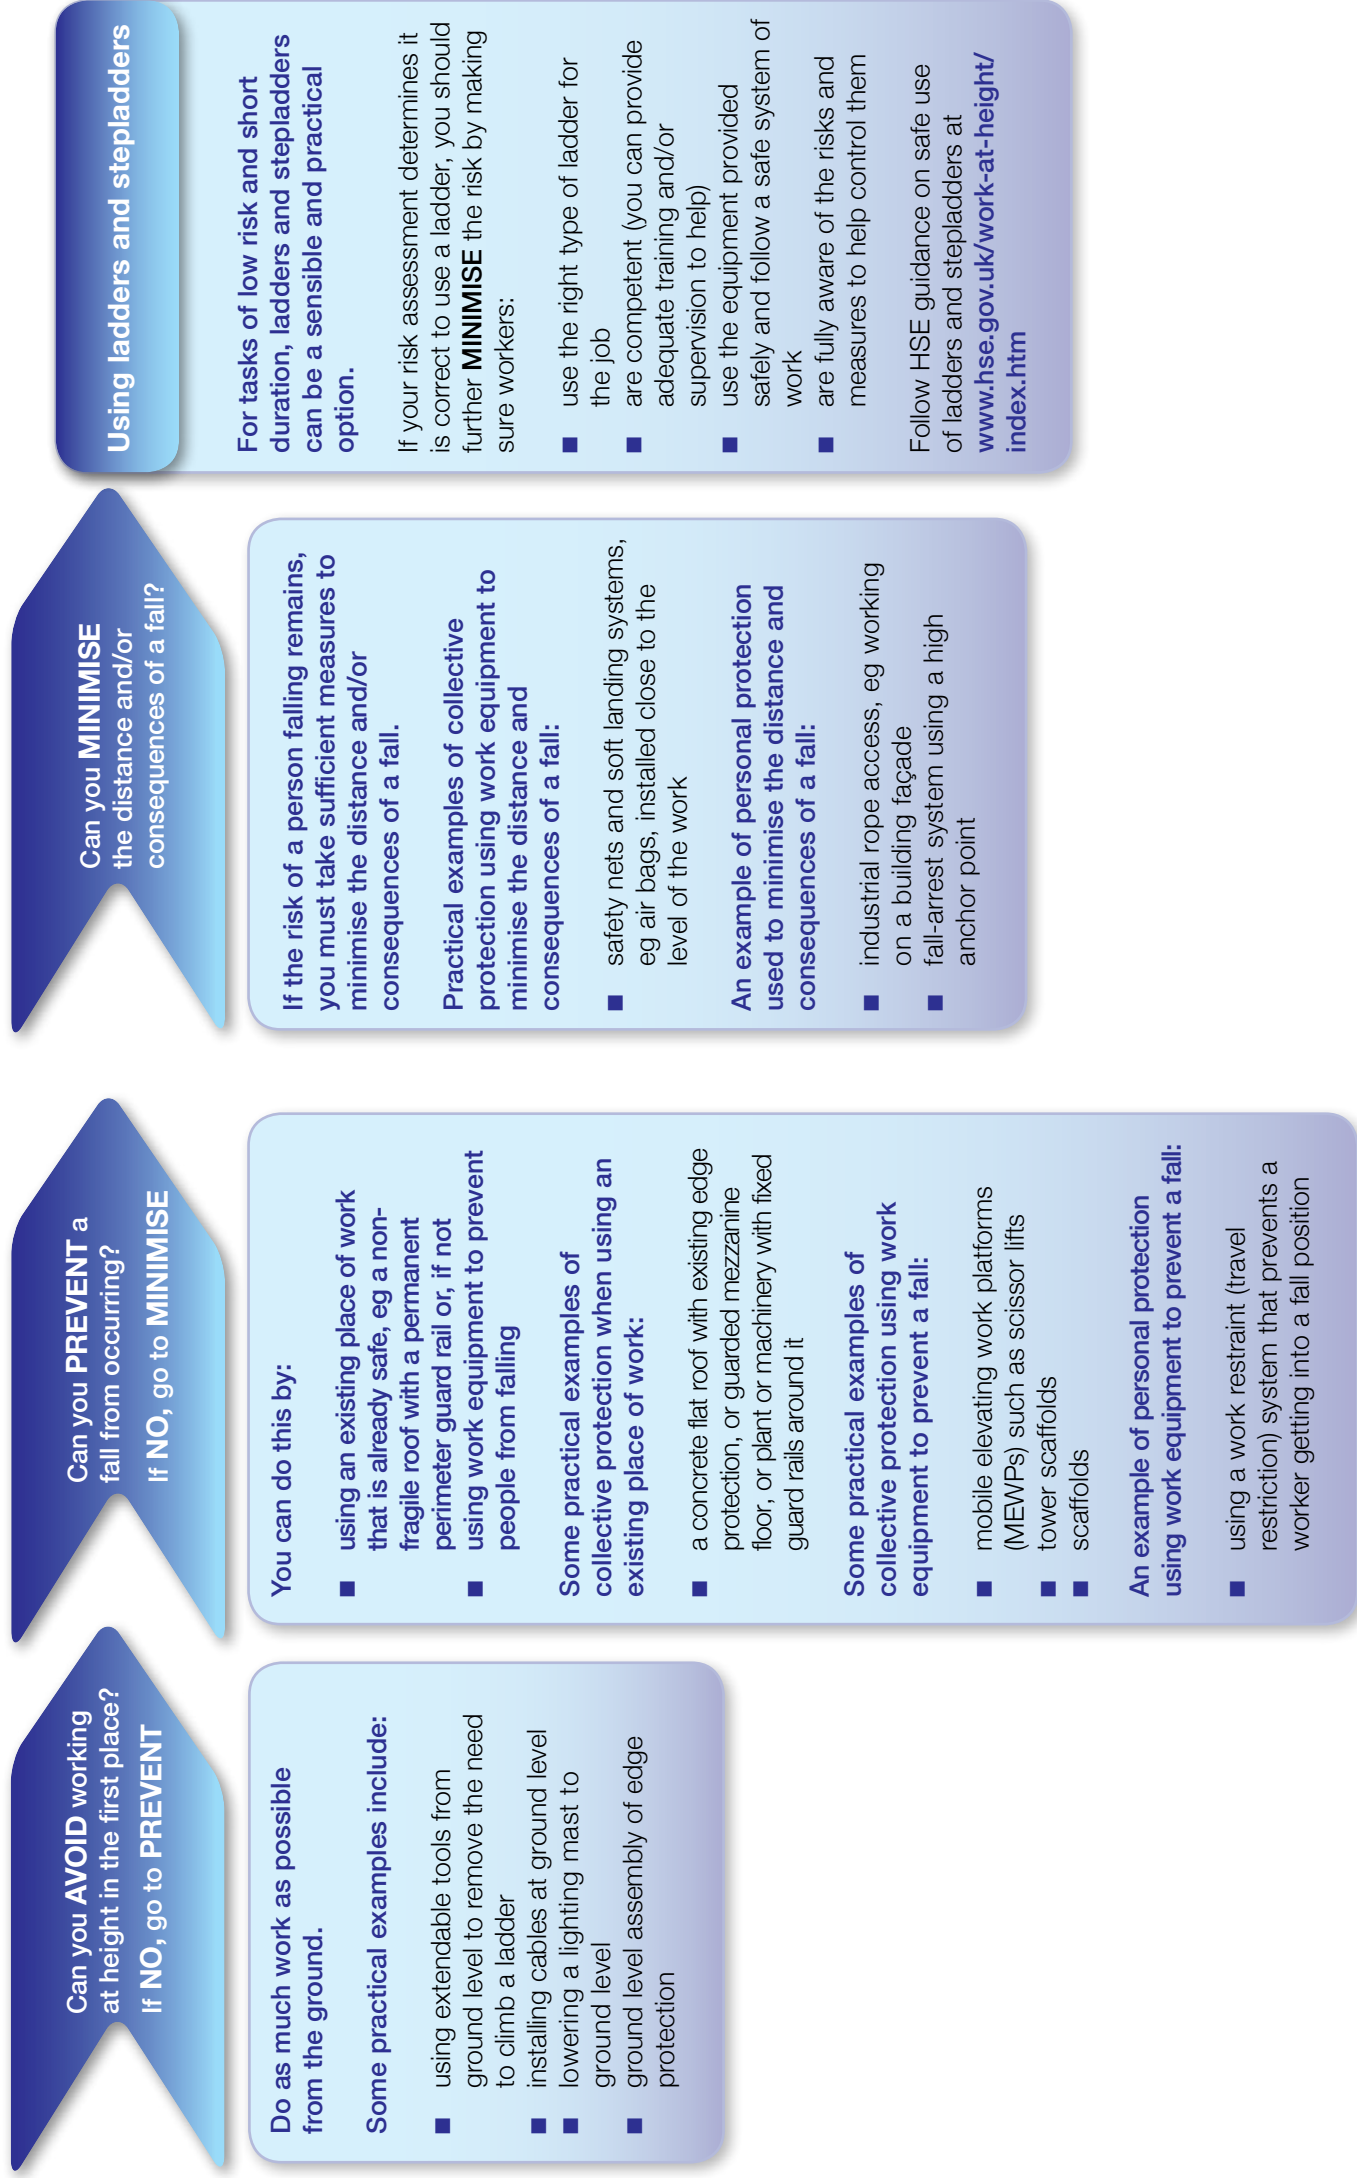 Can you AVOID working
at height in the first place?
If NO, go to PREVENT
Do as much work as possible
from the ground.
Some practical examples include:
■ using extendable tools from
ground level to remove the need
to climb a ladder
■ installing cables at ground level
■ lowering a lighting mast to
ground level
■ ground level assembly of edge
protection
Can you PREVENT a
fall from occurring?
If NO, go to MINIMISE
You can do this by:
■ using an existing place of work
that is already safe, eg a non-
fragile roof with a permanent
perimeter guard rail or, if not
■ using work equipment to prevent
people from falling
Some practical examples of
collective protection when using an
existing place of work:
■ a concrete flat roof with existing edge
protection, or guarded mezzanine
floor, or plant or machinery with fixed
guard rails around it
Some practical examples of
collective protection using work
equipment to prevent a fall:
■ mobile elevating work platforms
(MEWPs) such as scissor lifts
■ tower scaffolds
■ scaffolds
An example of personal protection
using work equipment to prevent a fall:
■ using a work restraint (travel
restriction) system that prevents a
worker getting into a fall position
Can you MINIMISE
the distance and/or
consequences of a fall?
If the risk of a person falling remains,
you must take sufficient measures to
minimise the distance and/or
consequences of a fall.
Practical examples of collective
protection using work equipment to
minimise the distance and
consequences of a fall:
■ safety nets and soft landing systems,
eg air bags, installed close to the
level of the work
An example of personal protection
used to minimise the distance and
consequences of a fall:
■ industrial rope access, eg working
on a building façade
■ fall-arrest system using a high
anchor point
Using ladders and stepladders
For tasks of low risk and short
duration, ladders and stepladders
can be a sensible and practical
option.
If your risk assessment determines it
is correct to use a ladder, you should
further MINIMISE the risk by making
sure workers:
■ use the right type of ladder for
the job
■ are competent (you can provide
adequate training and/or
supervision to help)
■ use the equipment provided
safely and follow a safe system of
work
■ are fully aware of the risks and
measures to help control them
Follow HSE guidance on safe use
of ladders and stepladders at
www.hse.gov.uk/work-at-height/
index.htm